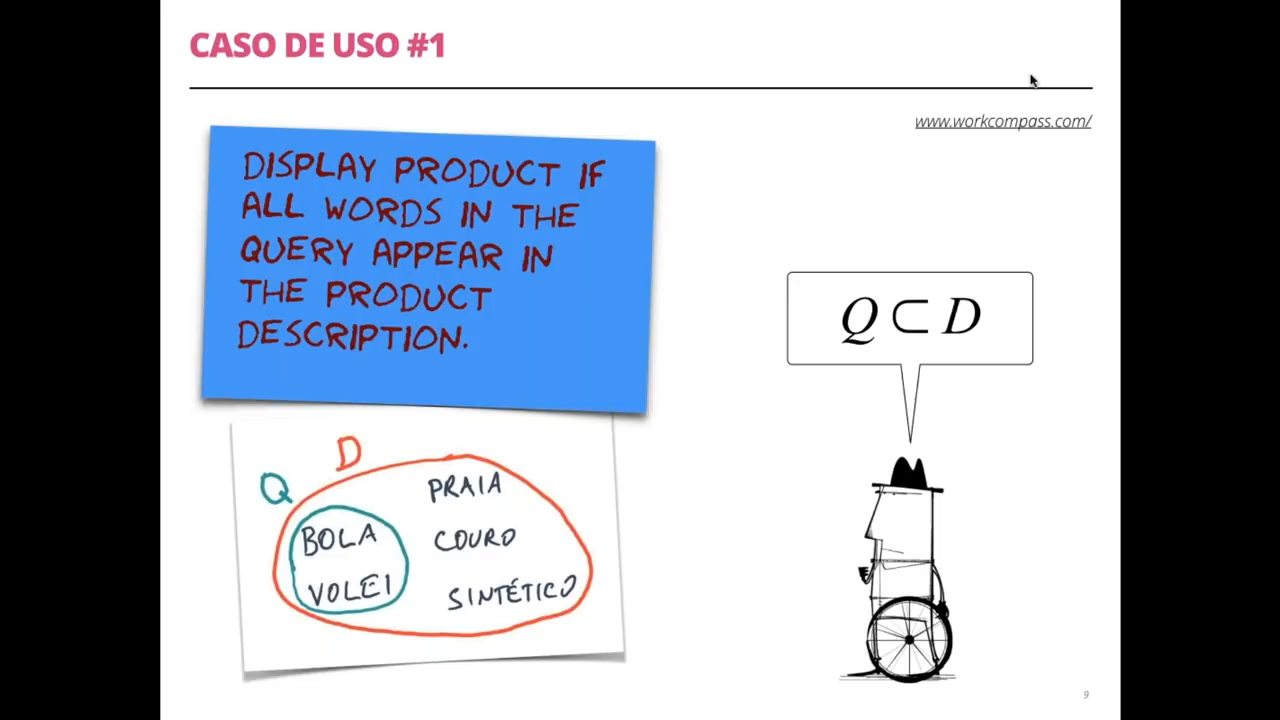 CASO DE USO #1
www.workcompass.com/
DISPLAY PRODUCT IF
ALL WORDS IN THE
QUERY APPEAR IN
THE PRODUCT
DESCRIPTION.
Q ⊂ D
D
Q
PRAIA
BOLA
COURO
VOLEI
SINTÉTICO
9